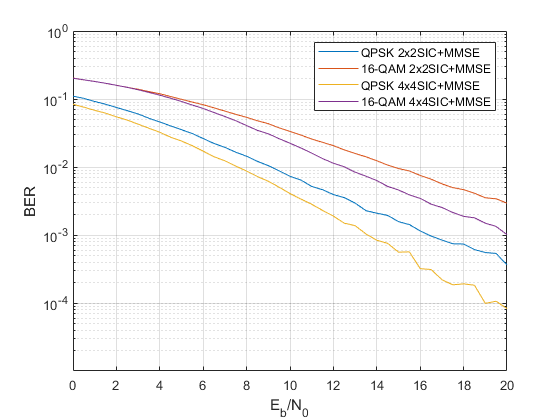 10^0
10^-1
10^-2
10^-3
10^-4
BER
QPSK 2x2SIC+MMSE
16-QAM 2x2SIC+MMSE
QPSK 4x4SIC+MMSE
16-QAM 4x4SIC+MMSE
0 2 4 6 8 10 12 14 16 18 20
E_b/N_0